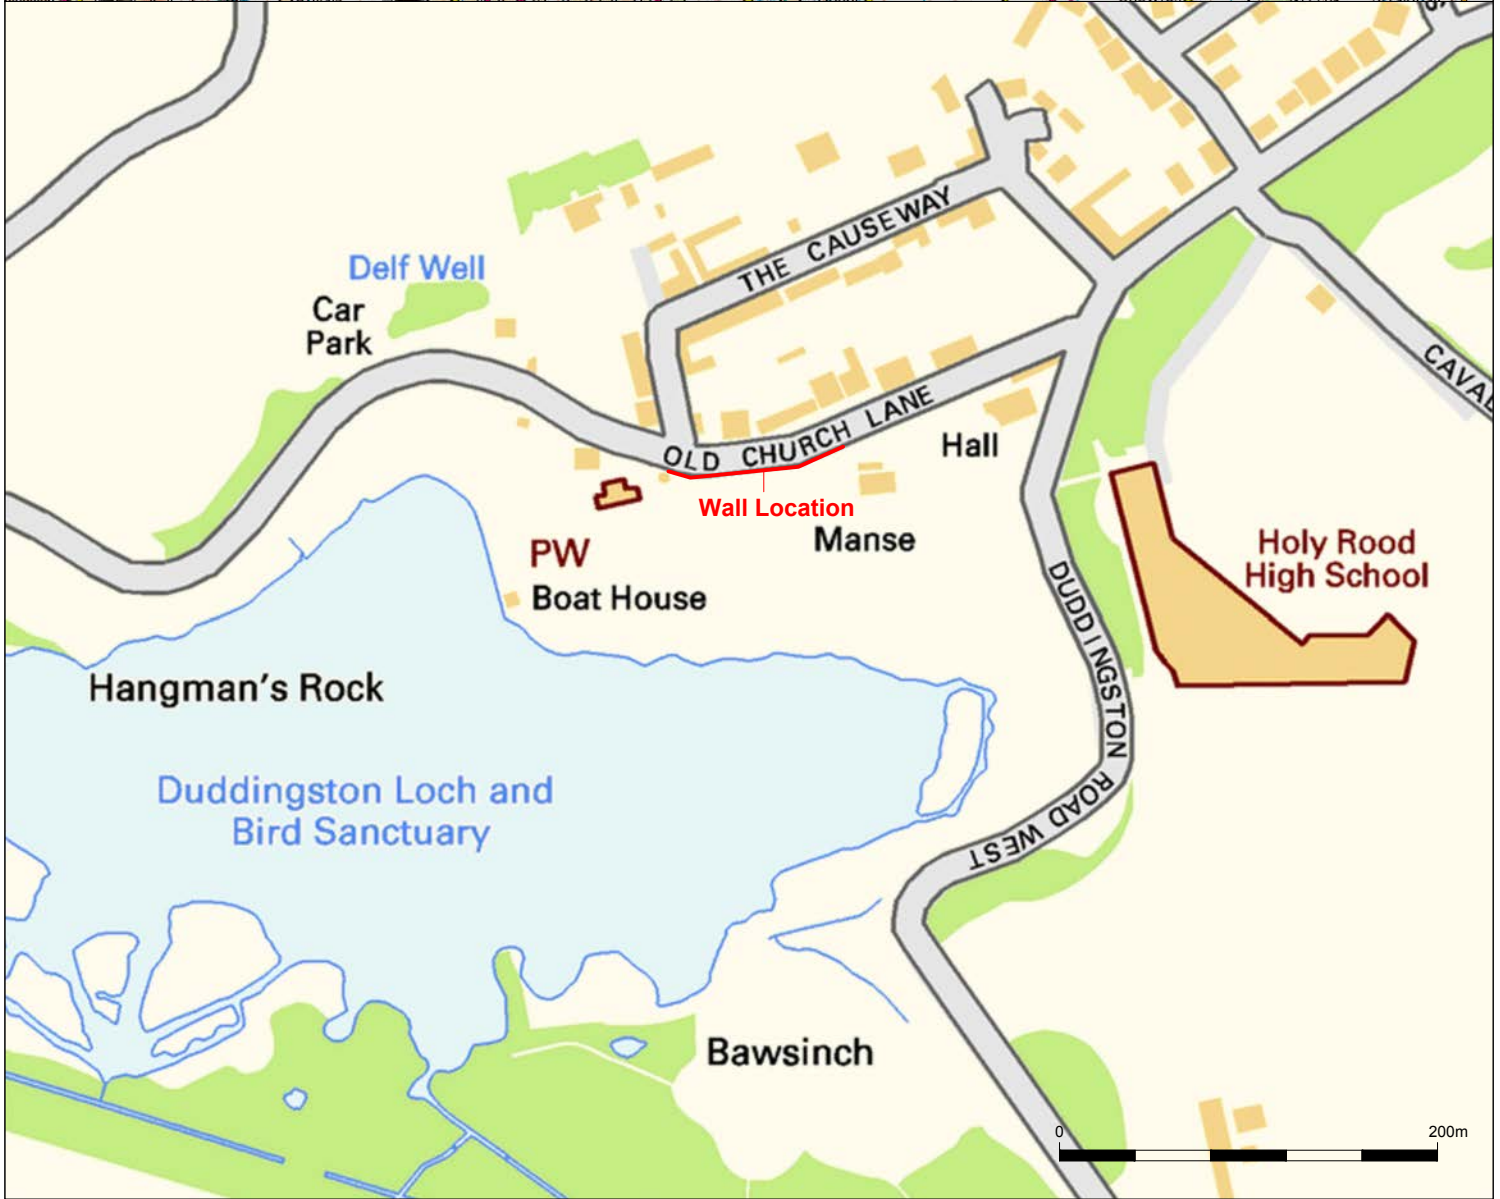 THE CAUSEWAY
Delf Well
Car
Park
CAVAL
OLD CHURCH LANE
Hall
Wall Location
Manse
PW
Boat House
Holy Rood
High School
DUDDINGSTON
ROAD WEST
Hangman's Rock
Duddingston Loch and
Bird Sanctuary
Bawsinch
0 200m